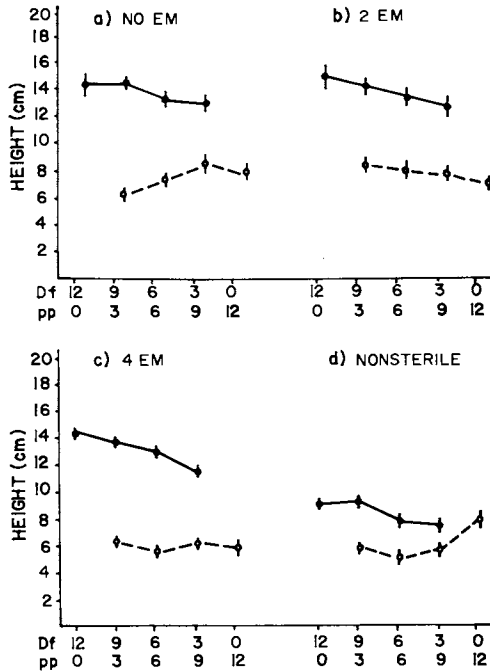 a) NO EM
b) 2 EM
HEIGHT (cm)
20
18
16
14
12
10
8
6
4
2
Df 12 9 6 3 0 12 9 6 3 0
pp 0 3 6 9 12 0 3 6 9 12
c) 4 EM
d) NONSTERILE
HEIGHT (cm)
20
18
16
14
12
10
8
6
4
2
Df 12 9 6 3 0 12 9 6 3 0
pp 0 3 6 9 12 0 3 6 9 12